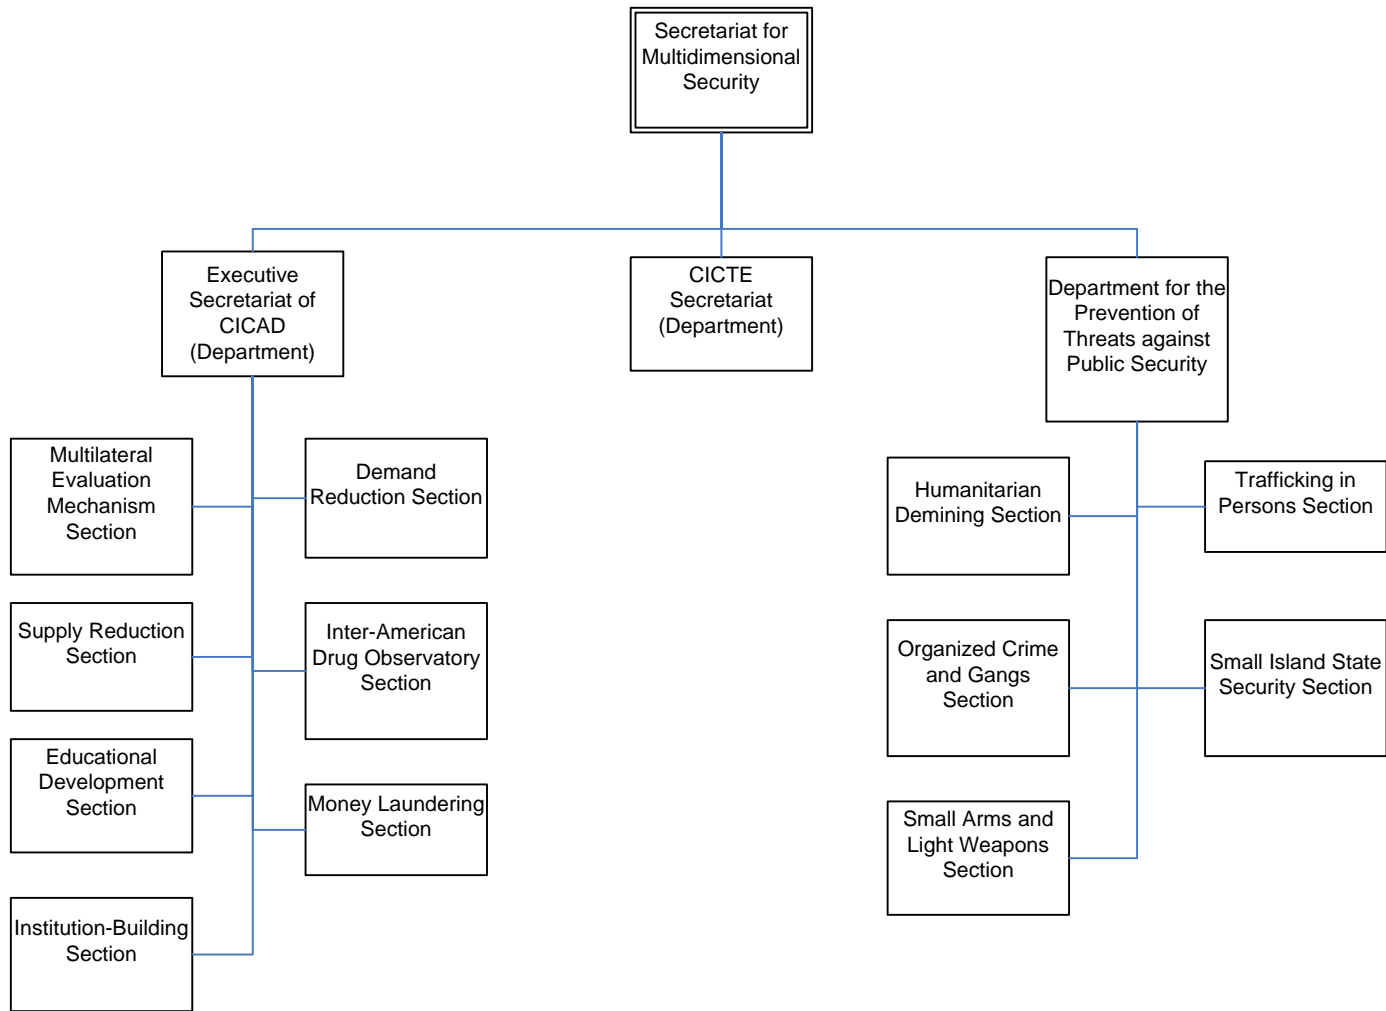 Secretariat for
Multidimensional
Security
Executive
Secretariat of
CICAD
(Department)
CICTE
Secretariat
(Department)
Department for the
Prevention of
Threats against
Public Security
Multilateral
Evaluation
Mechanism
Section
Demand
Reduction Section
Supply Reduction
Section
Inter-American
Drug Observatory
Section
Educational
Development
Section
Money Laundering
Section
Institution-Building
Section
Humanitarian
Demining Section
Trafficking in
Persons Section
Organized Crime
and Gangs
Section
Small Island State
Security Section
Small Arms and
Light Weapons
Section